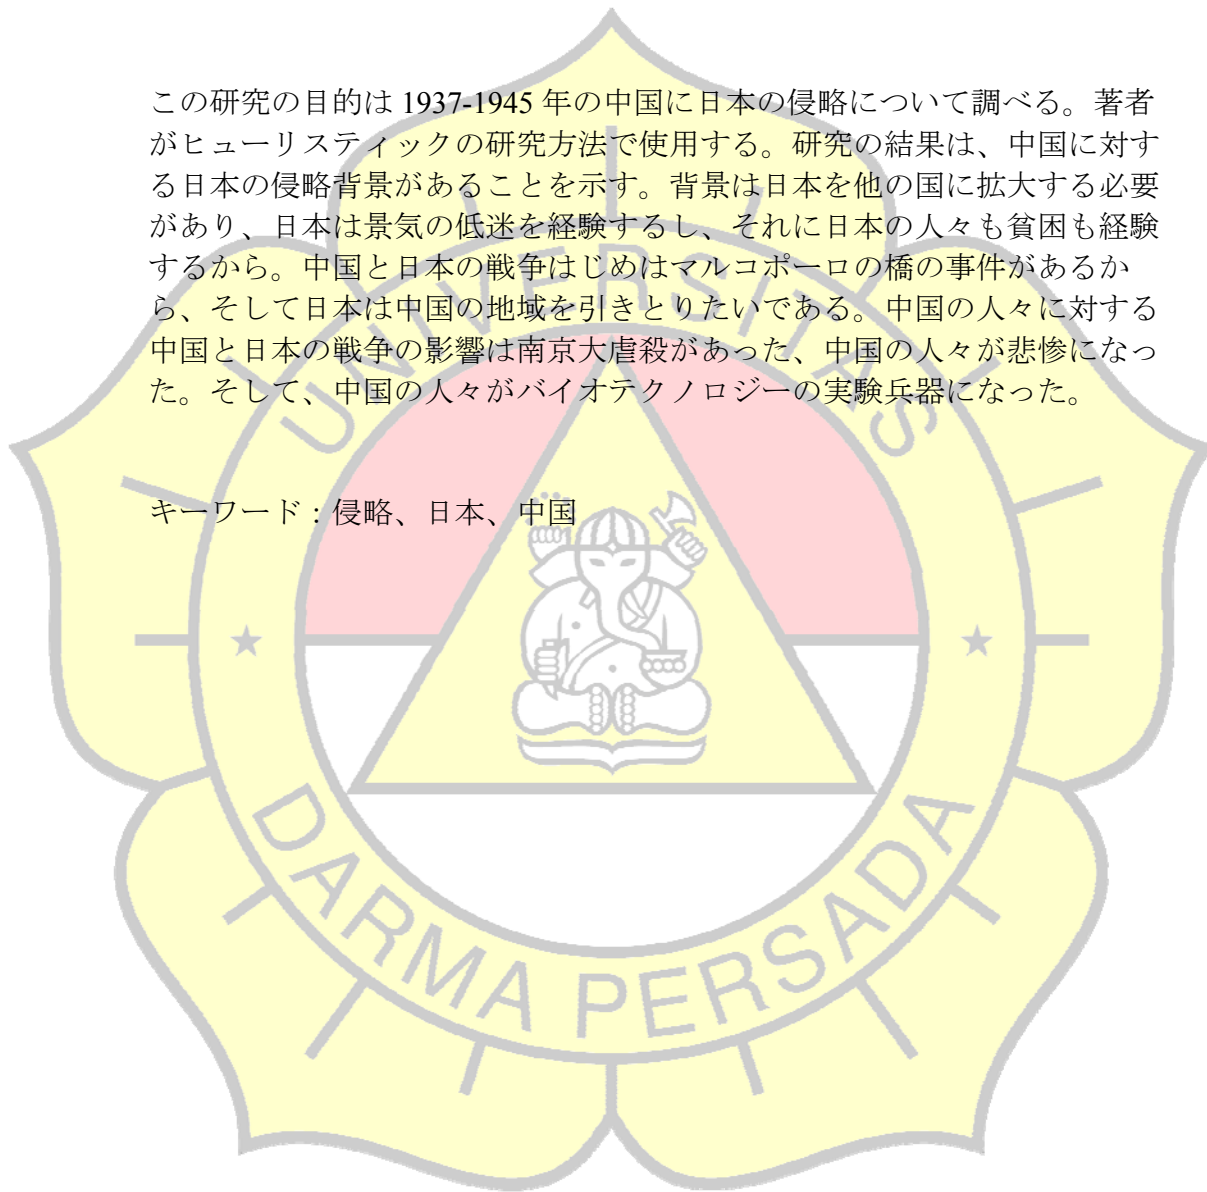 この研究の目的は 1937-1945 年の中国に日本の侵略について調べる。著者
がヒューリスティックの研究方法で使用する。研究の結果は、中国に対す
る日本の侵略背景があることを示す。背景は日本を他の国に拡大する必要
があり、日本は景気の低迷を経験するし、それに日本の人々も貧困も経験
するから。中国と日本の戦争はじめはマルコポーロの橋の事件があるか
ら、そして日本は中国の地域を引きとりたいである。中国の人々に対する
中国と日本の戦争の影響は南京大虐殺があった、中国の人々が悲惨になっ
た。そして、中国の人々がバイオテクノロジーの実験兵器になった。
キーワード：侵略、日本、中国
UNIVERSITAS
DARMA PERSADA